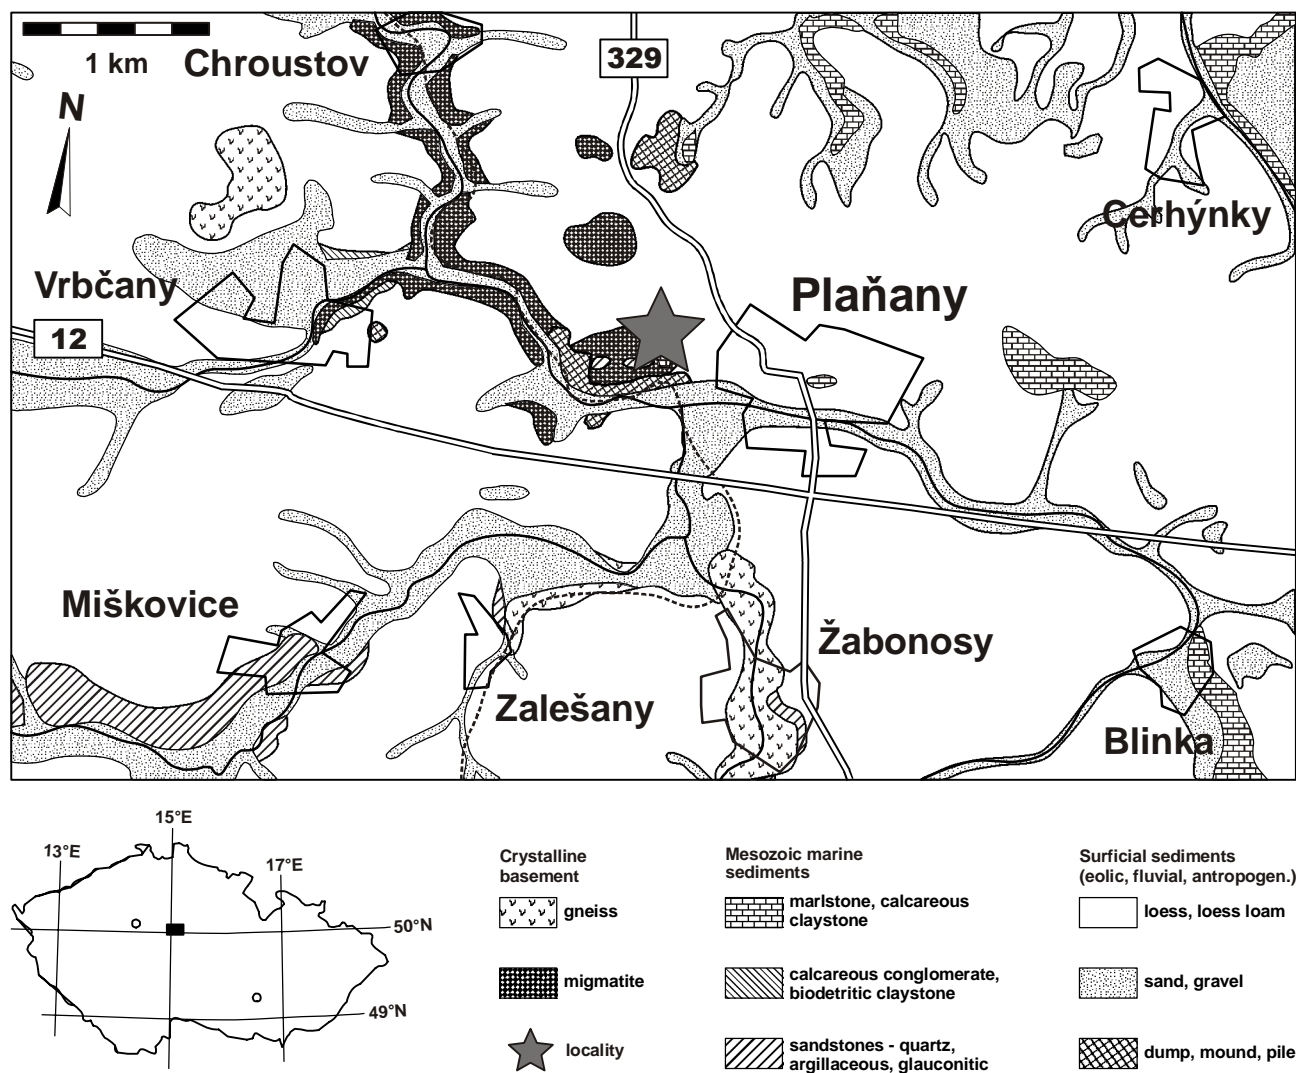 1 km
Chroustov
329
N
Cerhýnky
Vrbčany
Plaňany
12
Miškovice
Žabonosy
Zalešany
Blinka
15°E
13°E
17°E
50°N
49°N
Crystalline
basement
gneiss
migmatite
locality
Mesozoic marine
sediments
marlstone, calcareous
claystone
calcareous conglomerate,
biodetritic claystone
sandstones - quartz,
argillaceous, glauconitic
Surficial sediments
(eolic, fluvial, antropogen.)
loess, loess loam
sand, gravel
dump, mound, pile